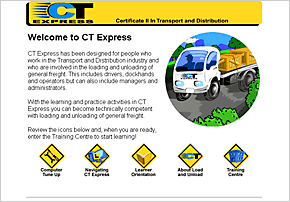 CT
EXPRESS
Certificate II in Transport and Distribution
Welcome to CT Express
CT Express has been designed for people who
work in the Transport and Distribution industry and
who are involved in the loading and unloading of
general freight. This includes drivers, dockhands
and operators but can also include managers and
administrators.
With the learning and practice activities in CT
Express you can become technically competent
with loading and unloading of general freight.
Review the icons below and, when you are ready,
enter the Training Centre to start learning!
Computer
Tune Up
Navigating
CT Express
Learner
Orientation
About Load
and Unload
Training
Centre